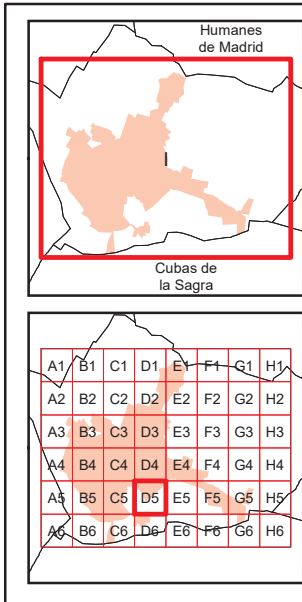 Humanes
de Madrid
Cubas de
la Sagra
A1 B1 C1 D1 E1 F1 G1 H1
A2 B2 C2 D2 E2 F2 G2 H2
A3 B3 C3 D3 E3 F3 G3 H3
A4 B4 C4 D4 E4 F4 G4 H4
A5 B5 C5 D5 E5 F5 G5 H5
A6 B6 C6 D6 E6 F6 G6 H6